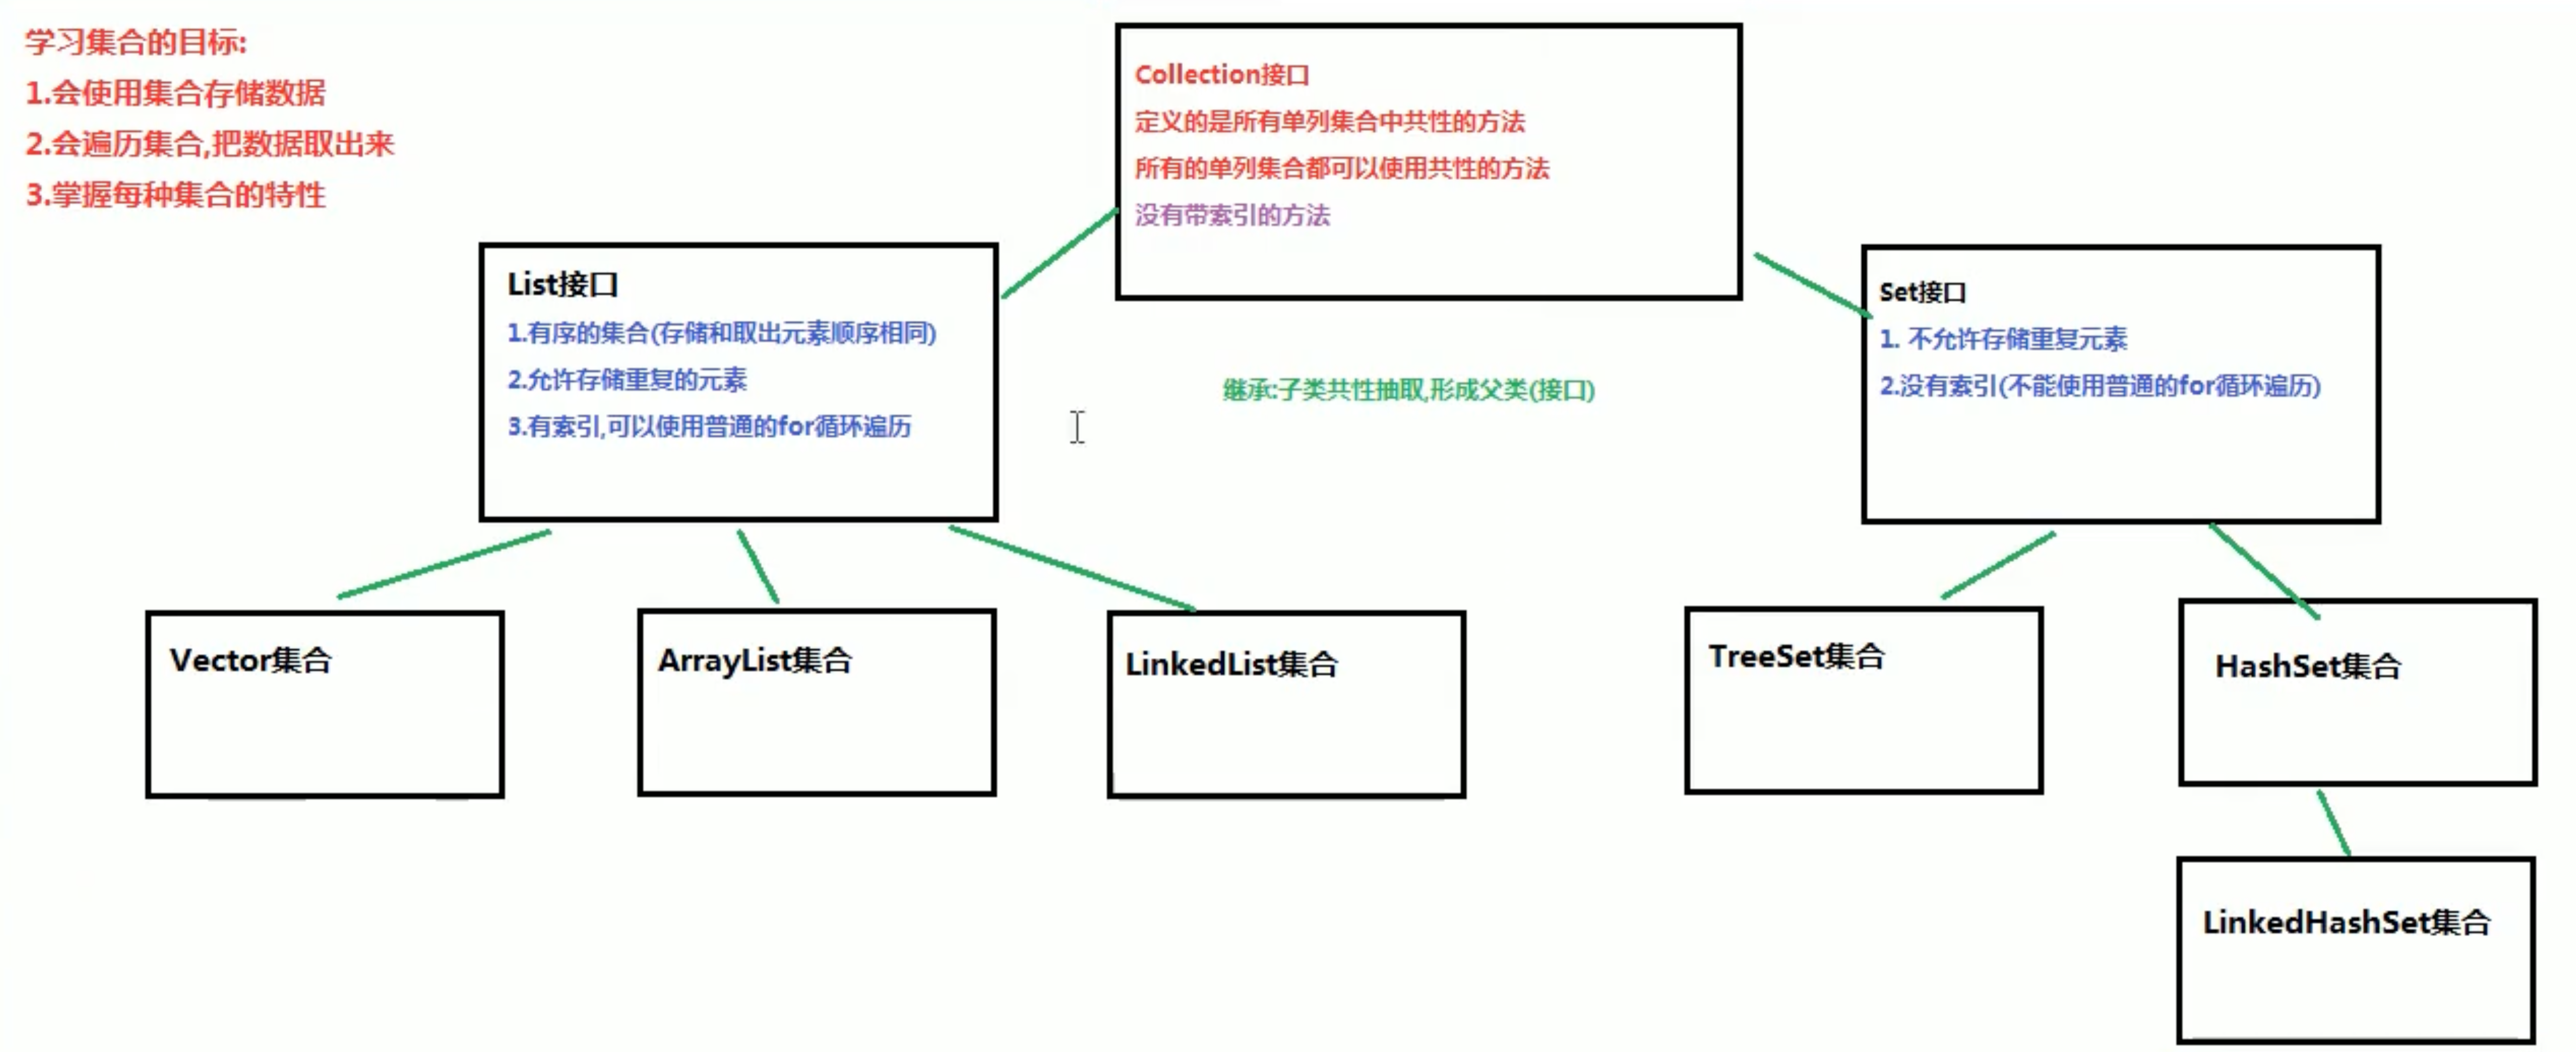 学习集合的目标:
1.会使用集合存储数据
2.会遍历集合,把数据取出来
3.掌握每种集合的特性
Collection接口
定义的是所有单列集合中共性的方法
所有的单列集合都可以使用共性的方法
没有带索引的方法
List接口
1.有序的集合(存储和取出元素顺序相同)
2.允许存储重复的元素
3.有索引,可以使用普通的for循环遍历
继承:子类共性抽取,形成父类(接口)
Set接口
1. 不允许存储重复元素
2.没有索引(不能使用普通的for循环遍历)
Vector集合
ArrayList集合
LinkedList集合
TreeSet集合
HashSet集合
LinkedHashSet集合